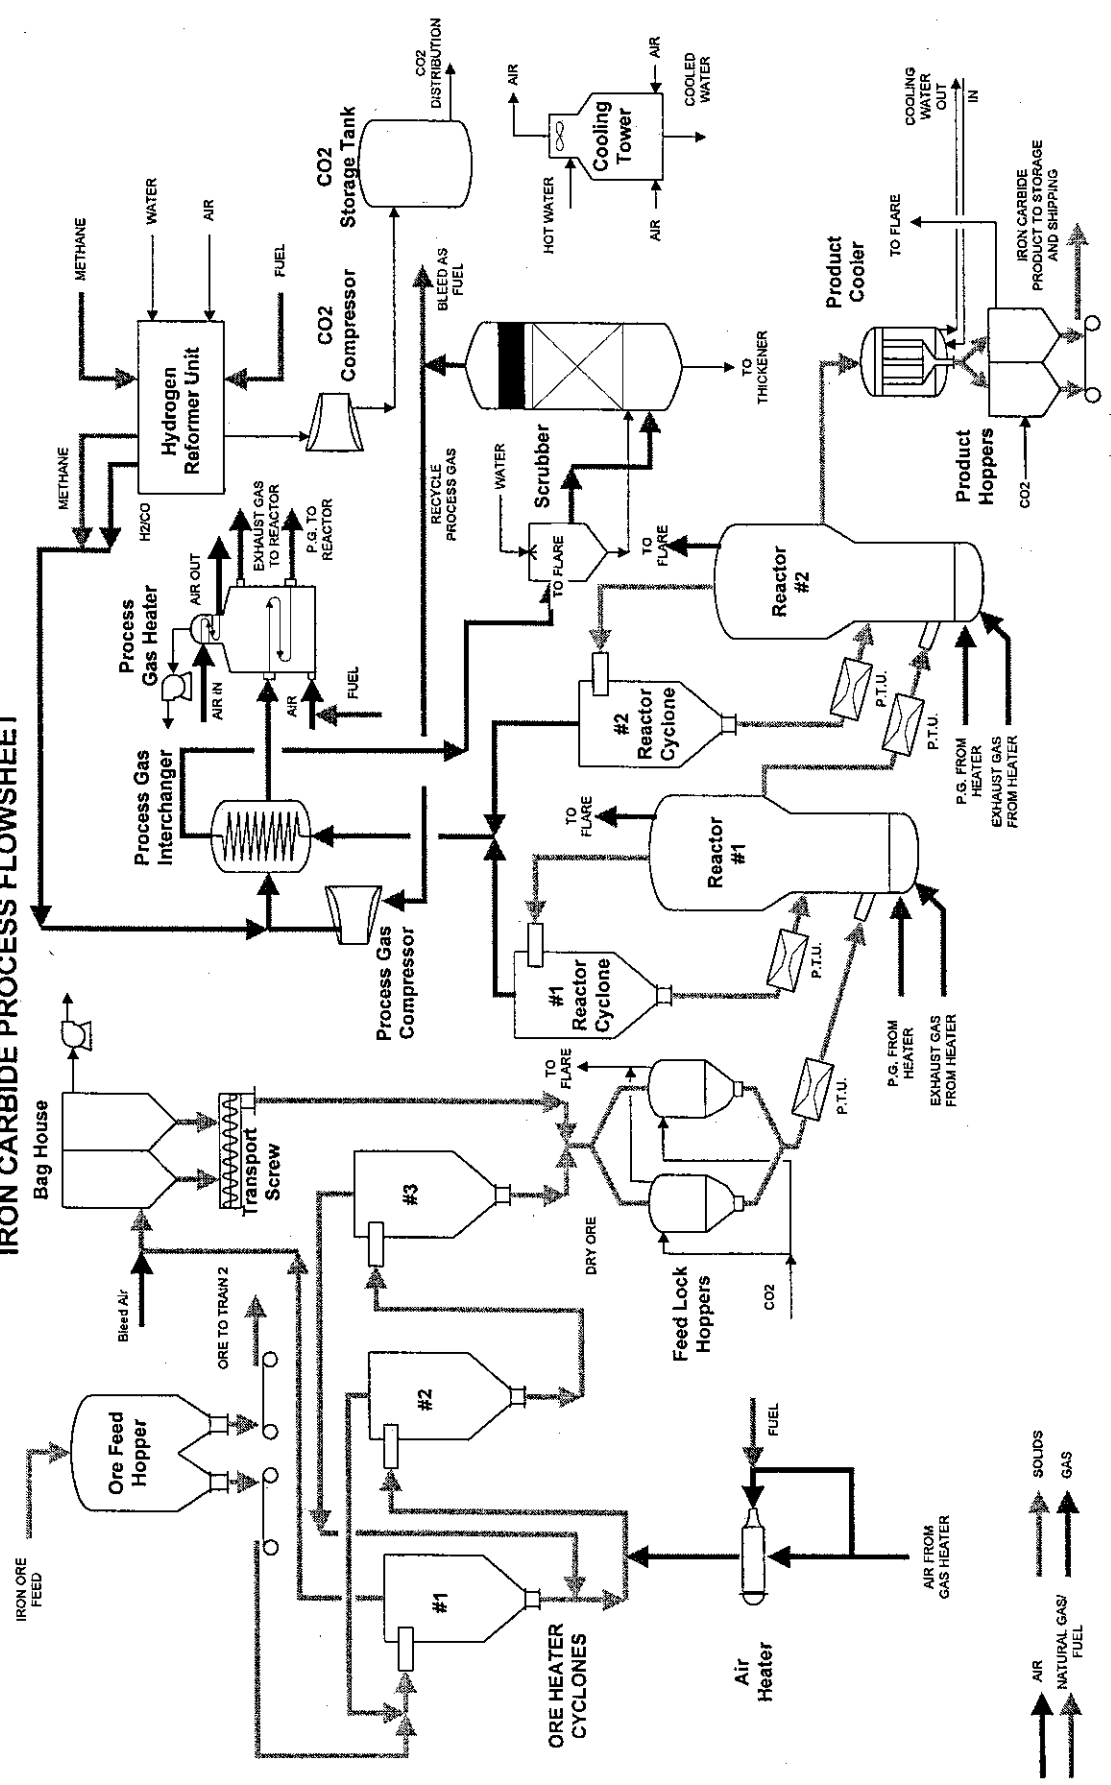 IRON CARBIDE PROCESS FLOWSHEET
IRON ORE
FEED
Ore Feed
Hopper
ORE TO TRAIN 2
Bleed Air
Bag House
Transport
Screw
#1
#2
#3
ORE HEATER
CYCLONES
Air
Heater
FUEL
AIR FROM
GAS HEATER
DRY ORE
TO
FLARE
Feed Lock
Hoppers
CO2
P.T.U.
METHANE
H2/CO
METHANE
WATER
AIR
FUEL
Hydrogen
Reformer Unit
CO2
Compressor
CO2
Storage Tank
CO2
DISTRIBUTION
Process
Gas Heater
AIR IN
AIR OUT
EXHAUST GAS
TO REACTOR
P.G. TO
REACTOR
AIR
FUEL
Process Gas
Interchanger
Process Gas
Compressor
RECYCLE
PROCESS GAS
BLEED AS
FUEL
HOT WATER
AIR
Cooling
Tower
AIR
AIR
COOLED
WATER
WATER
TO FLARE
Scrubber
TO
THICKENER
#1
Reactor
Cyclone
P.T.U.
TO
FLARE
Reactor
#1
P.G. FROM
HEATER
EXHAUST GAS
FROM HEATER
#2
Reactor
Cyclone
P.T.U.
P.T.U.
TO
FLARE
Reactor
#2
P.G. FROM
HEATER
EXHAUST GAS
FROM HEATER
Product
Cooler
TO FLARE
COOLING
WATER
OUT
IN
Product
Hoppers
CO2
IRON CARBIDE
PRODUCT TO STORAGE
AND SHIPPING
AIR
SOLIDS
NATURAL GAS/
FUEL
GAS